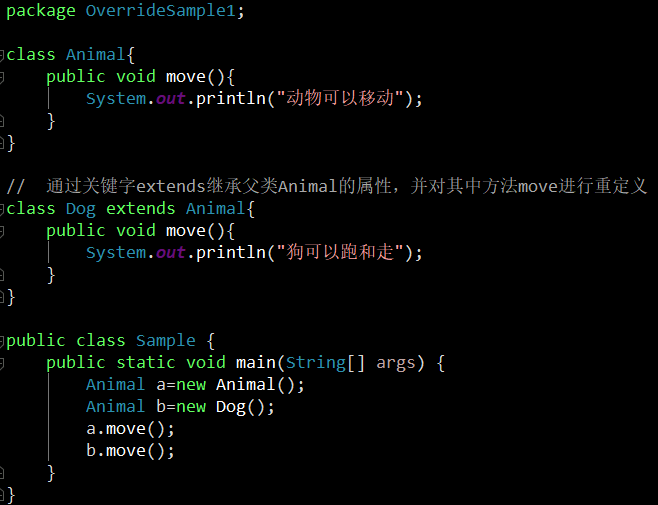 package OverrideSample1;
class Animal{
public void move(){
System.out.println("动物可以移动");
}
}
// 通过关键字extends继承父类Animal的属性，并对其中方法move进行重定义
class Dog extends Animal{
public void move(){
System.out.println("狗可以跑和走");
}
}
public class Sample {
public static void main(String[] args) {
Animal a=new Animal();
Animal b=new Dog();
a.move();
b.move();
}
}